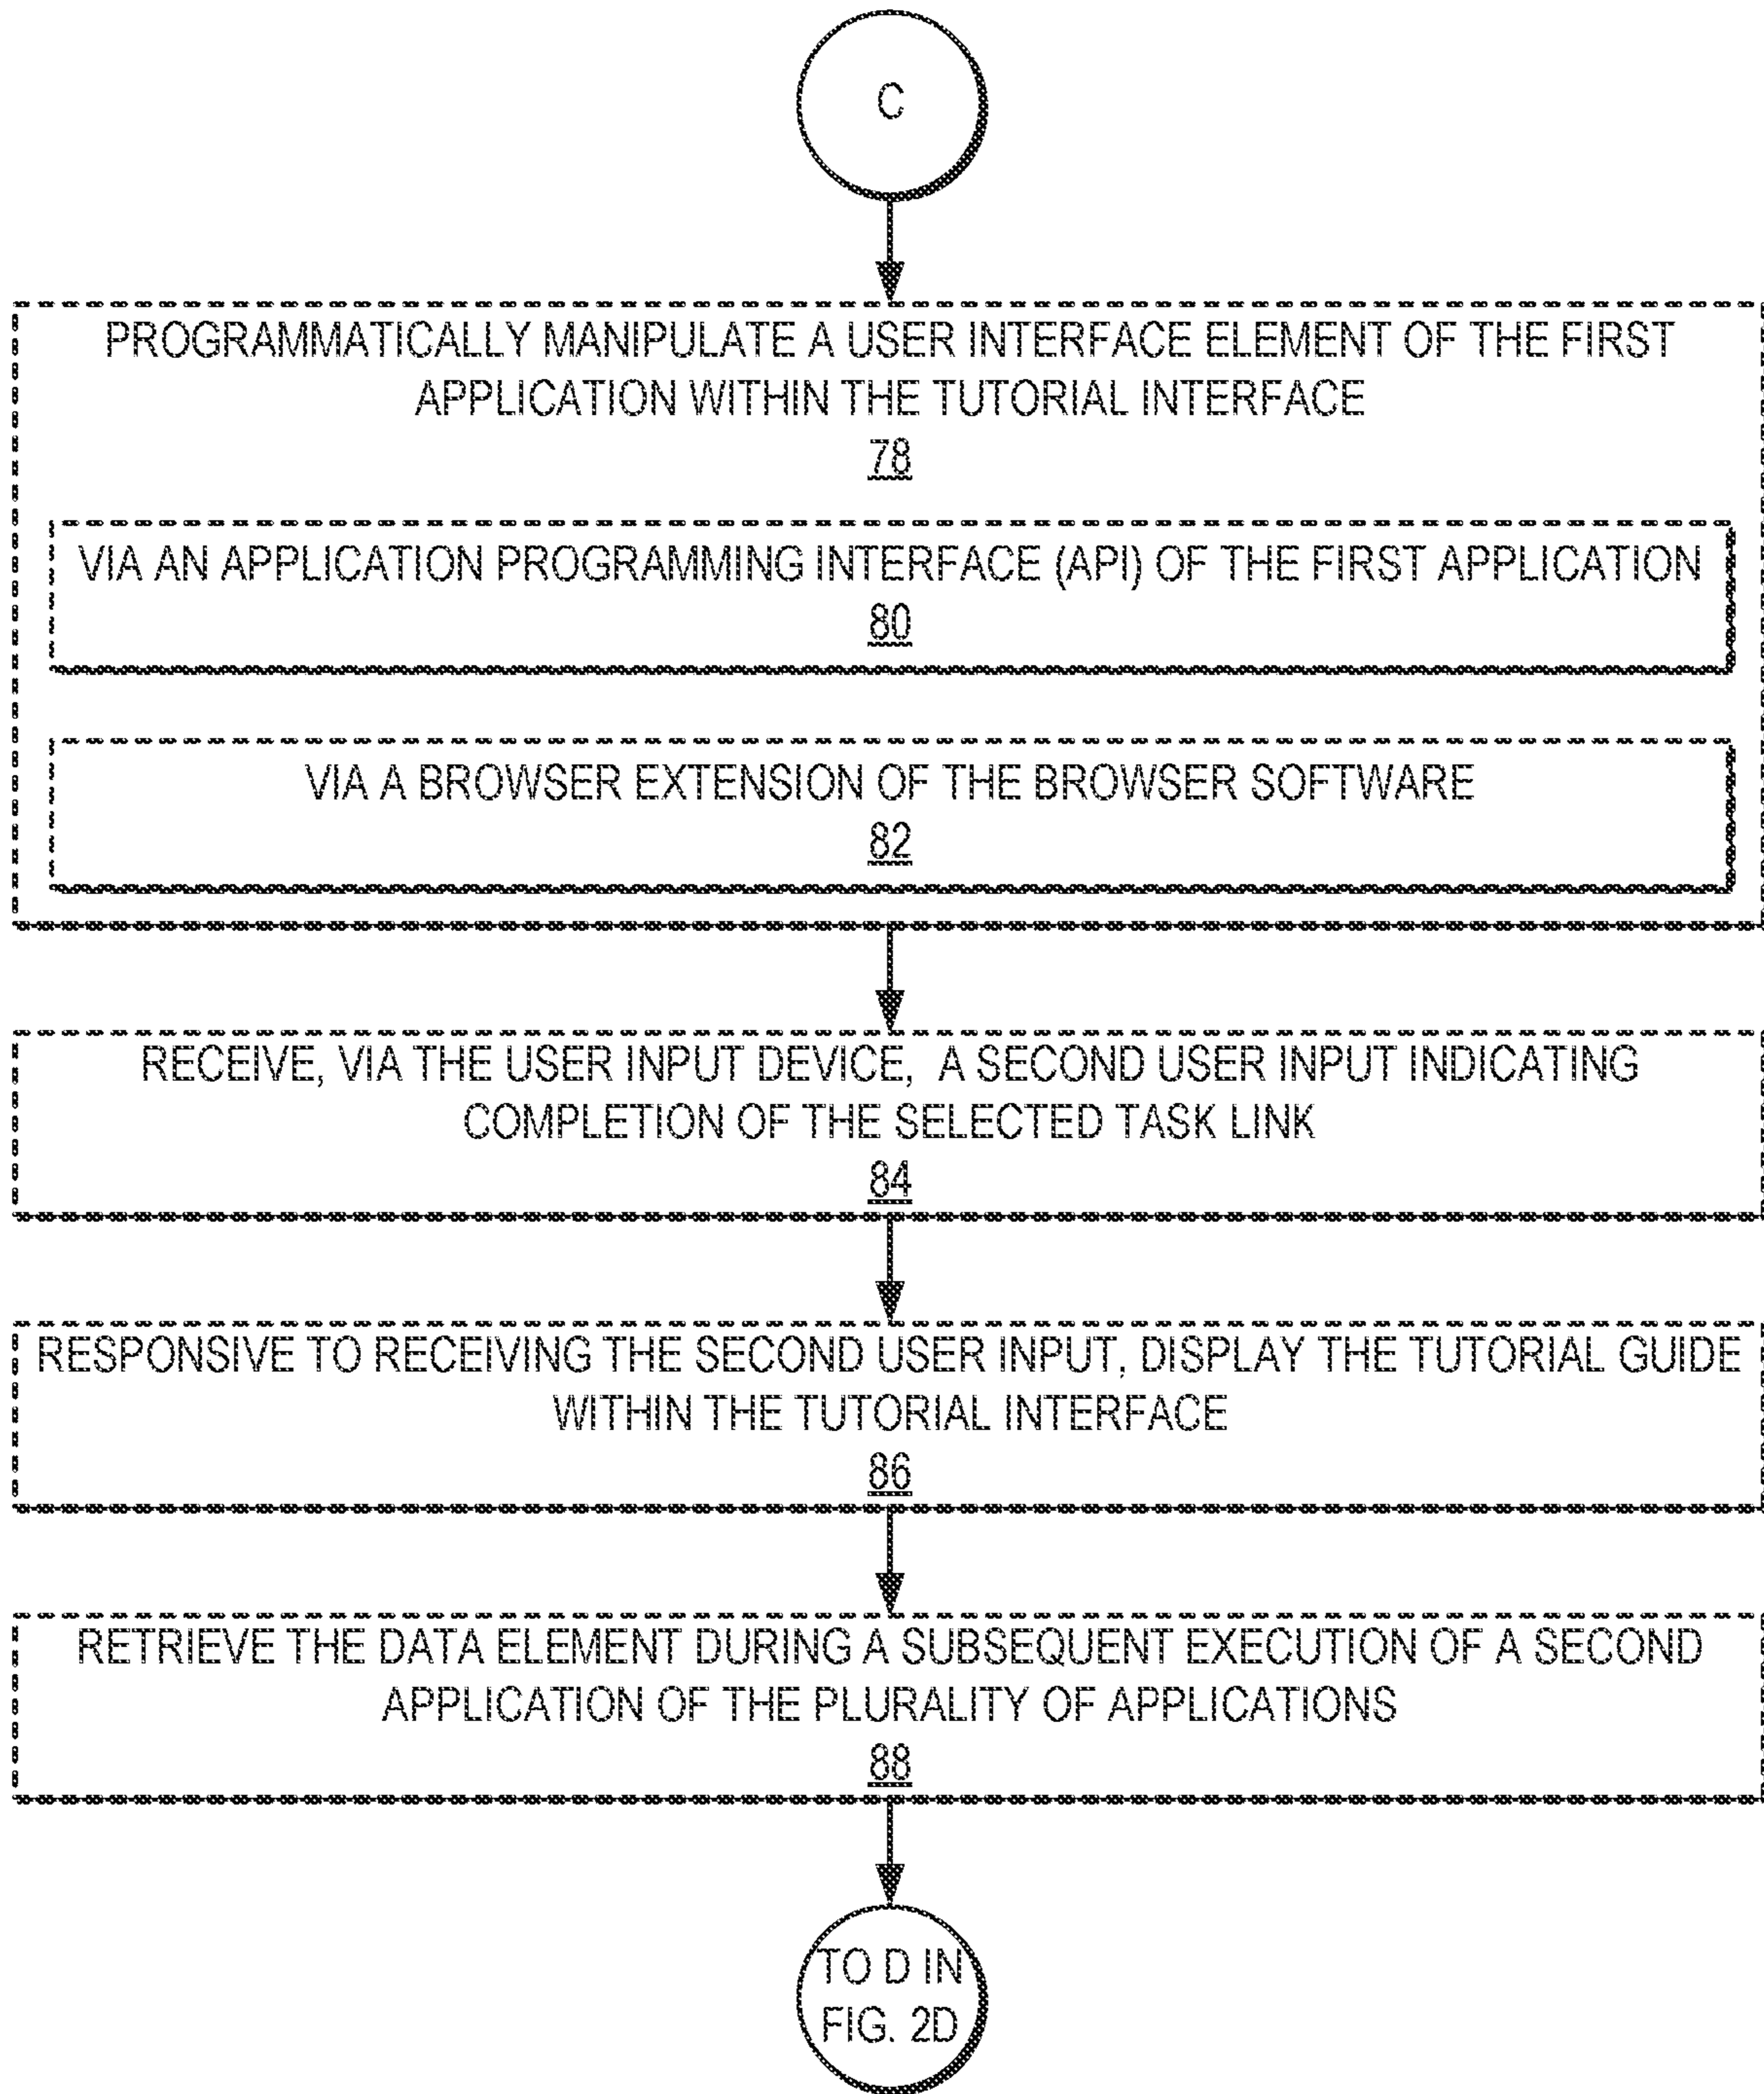 C
PROGRAMMATICALLY MANIPULATE A USER INTERFACE ELEMENT OF THE FIRST
APPLICATION WITHIN THE TUTORIAL INTERFACE
78
VIA AN APPLICATION PROGRAMMING INTERFACE (API) OF THE FIRST APPLICATION
80
VIA A BROWSER EXTENSION OF THE BROWSER SOFTWARE
82
RECEIVE, VIA THE USER INPUT DEVICE, A SECOND USER INPUT INDICATING
COMPLETION OF THE SELECTED TASK LINK
84
RESPONSIVE TO RECEIVING THE SECOND USER INPUT, DISPLAY THE TUTORIAL GUIDE
WITHIN THE TUTORIAL INTERFACE
86
RETRIEVE THE DATA ELEMENT DURING A SUBSEQUENT EXECUTION OF A SECOND
APPLICATION OF THE PLURALITY OF APPLICATIONS
88
TO D IN
FIG. 2D